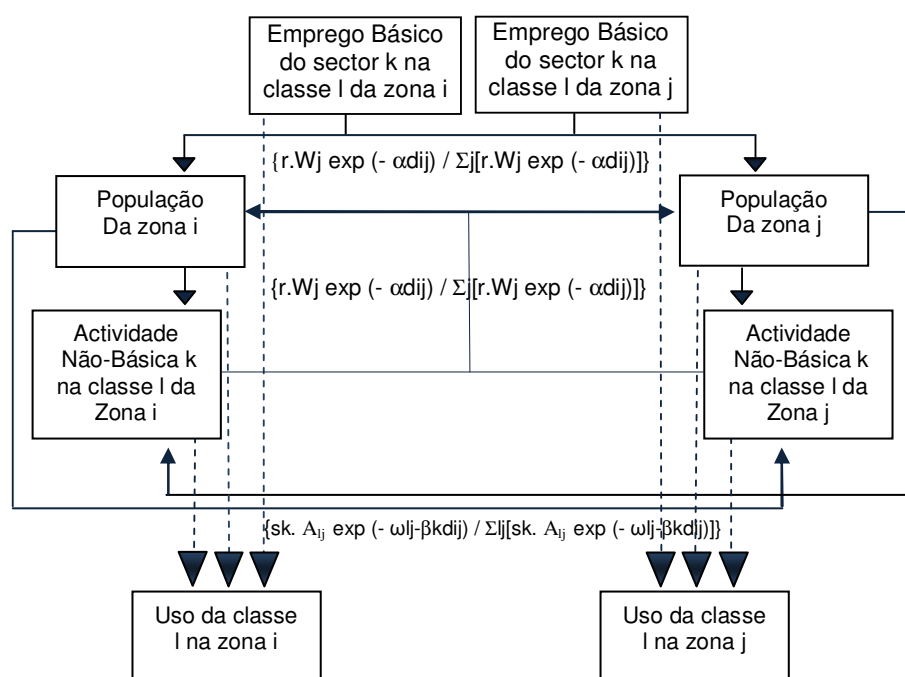 Emprego Básico
do sector k na
classe l da zona i
Emprego Básico
do sector k na
classe l da zona j
{r.Wj exp (- αdij) / Σj[r.Wj exp (- αdij)]}
População
Da zona i
População
Da zona j
{r.Wj exp (- αdij) / Σj[r.Wj exp (- αdij)]}
Actividade
Não-Básica k
na classe l da
Zona i
Actividade
Não-Básica k
na classe l da
Zona j
{sk. Alj exp (- ωlj-βkdij) / Σlj[sk. Alj exp (- ωlj-βkdij)]}
Uso da classe
l na zona i
Uso da classe
l na zona j